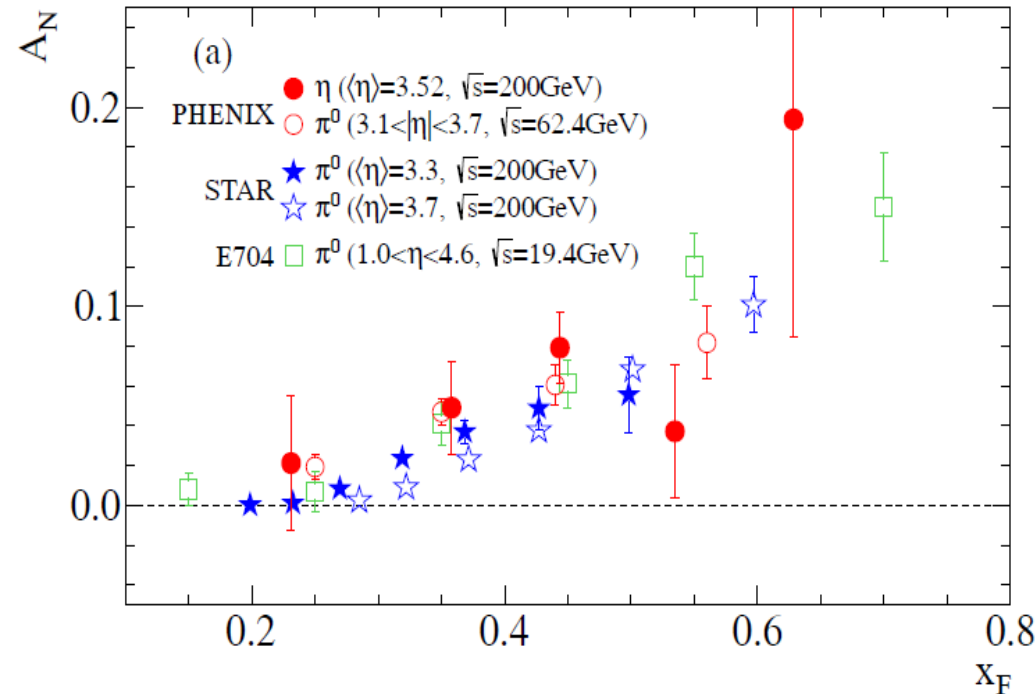 A_N
(a)
PHENIX
η (⟨η⟩=3.52, √s=200GeV)
π⁰ (3.1<|η|<3.7, √s=62.4GeV)
STAR
π⁰ (⟨η⟩=3.3, √s=200GeV)
π⁰ (⟨η⟩=3.7, √s=200GeV)
E704 π⁰ (1.0<η<4.6, √s=19.4GeV)
0.2
0.1
0.0
0.2 0.4 0.6 0.8
x_F